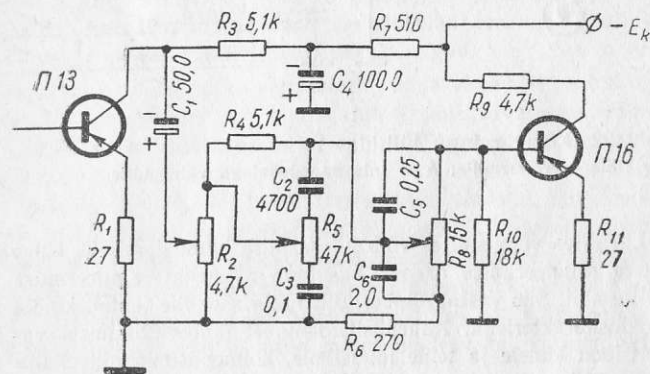 R3 5,1k
R7 510
Ø - Eк
П13
C1 50,0
C4 100,0
R9 4,7k
R4 5,1k
П16
C2 4700
C5 0,25
R1 27
R2 4,7k
R5 47k
R8 15k
R10 18k
R11 27
C3 0,1
C6 2,0
R6 270